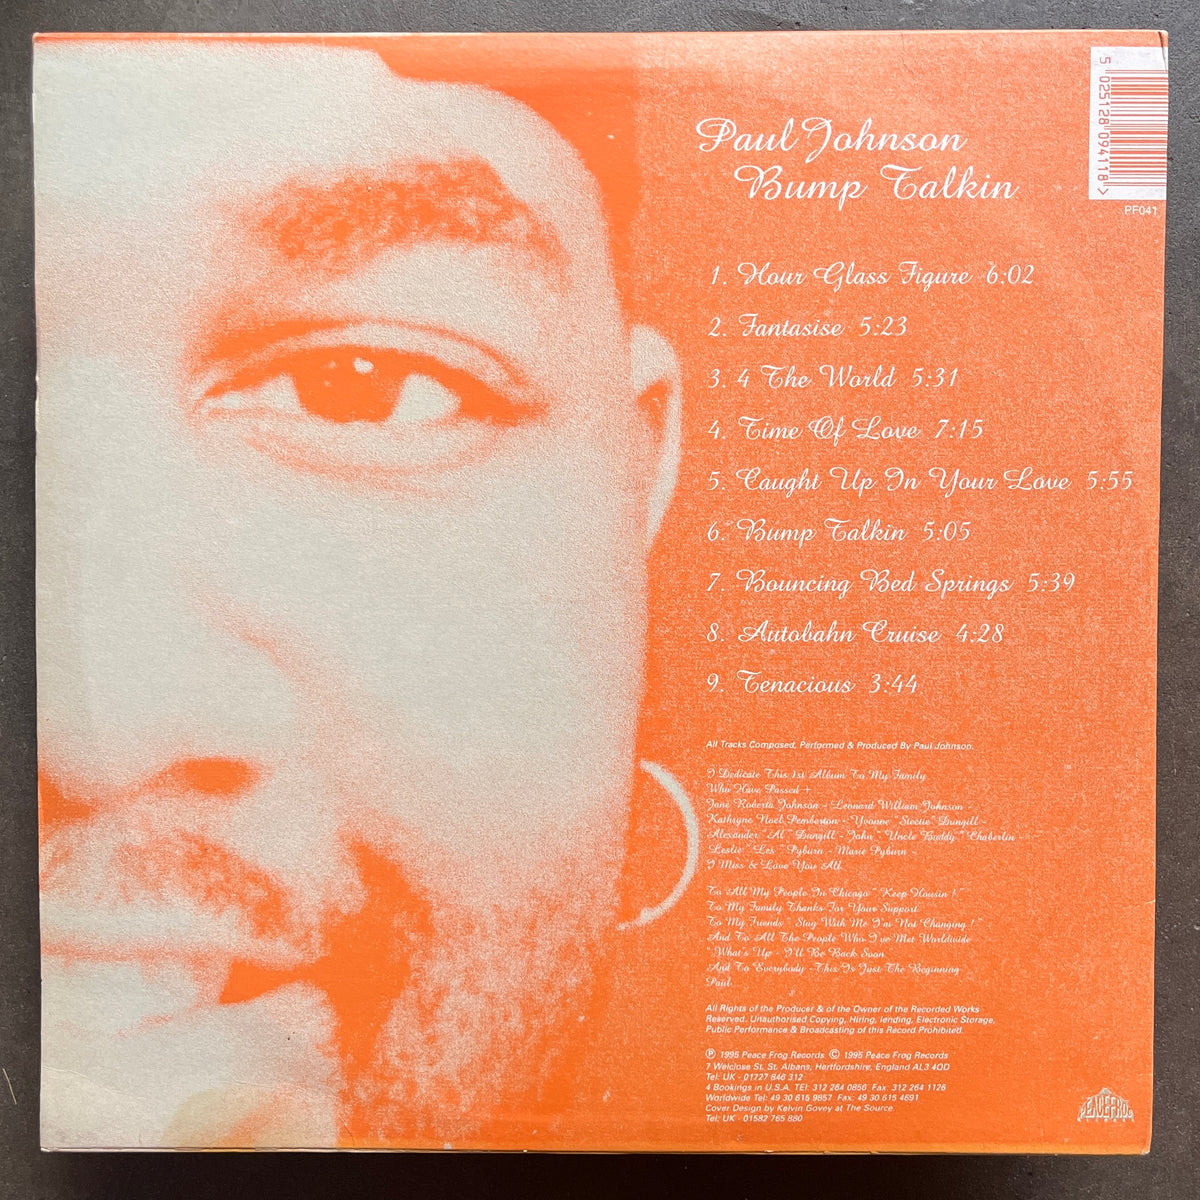 5 025128 094118 >
PF041
Paul Johnson
Bump Talkin
1. Hour Glass Figure 6:02
2. Fantasise 5:23
3. 4 The World 5:31
4. Time Of Love 7:15
5. Caught Up In Your Love 5:55
6. Bump Talkin 5:05
7. Bouncing Bed Springs 5:39
8. Autobahn Cruise 4:28
9. Tenacious 3:44
All Tracks Composed, Performed & Produced By Paul Johnson.
I Dedicate This 1st Album To My Family
Who Have Passed +
Jane Roberta Johnson - Leonard William Johnson -
Kathryne Noel Pemberton - Yvonne "Steetie" Dungill -
Alexander "Al" Dungill - John "Uncle Buddy" Chaberlin -
Leslie "Les" Pyburn - Marie Pyburn -
I Miss & Love You All.
To All My People In Chicago "Keep Housin !"
To My Family Thanks For Your Support
To My Friends "Stay With Me I'm Not Changing !"
And To All The People Who I've Met Worldwide
"What's Up - I'll Be Back Soon
And To Everybody -This Is Just The Beginning
Paul.
All Rights of the Producer & of the Owner of the Recorded Works
Reserved. Unauthorised Copying, Hiring, lending, Electronic Storage,
Public Performance & Broadcasting of this Record Prohibited.
℗ 1995 Peace Frog Records © 1995 Peace Frog Records
7 Welclose St. St. Albans, Hertfordshire, England AL3 4QD
Tel: UK - 01727 846 312
4 Bookings in U.S.A. TEl: 312 264 0856 Fax: 312 264 1126
Worldwide Tel: 49 30 615 9857 Fax: 49 30 615 4691
Cover Design by Kelvin Govey at The Source.
Tel: UK - 01582 765 880
PEACEFROG
RECORDS